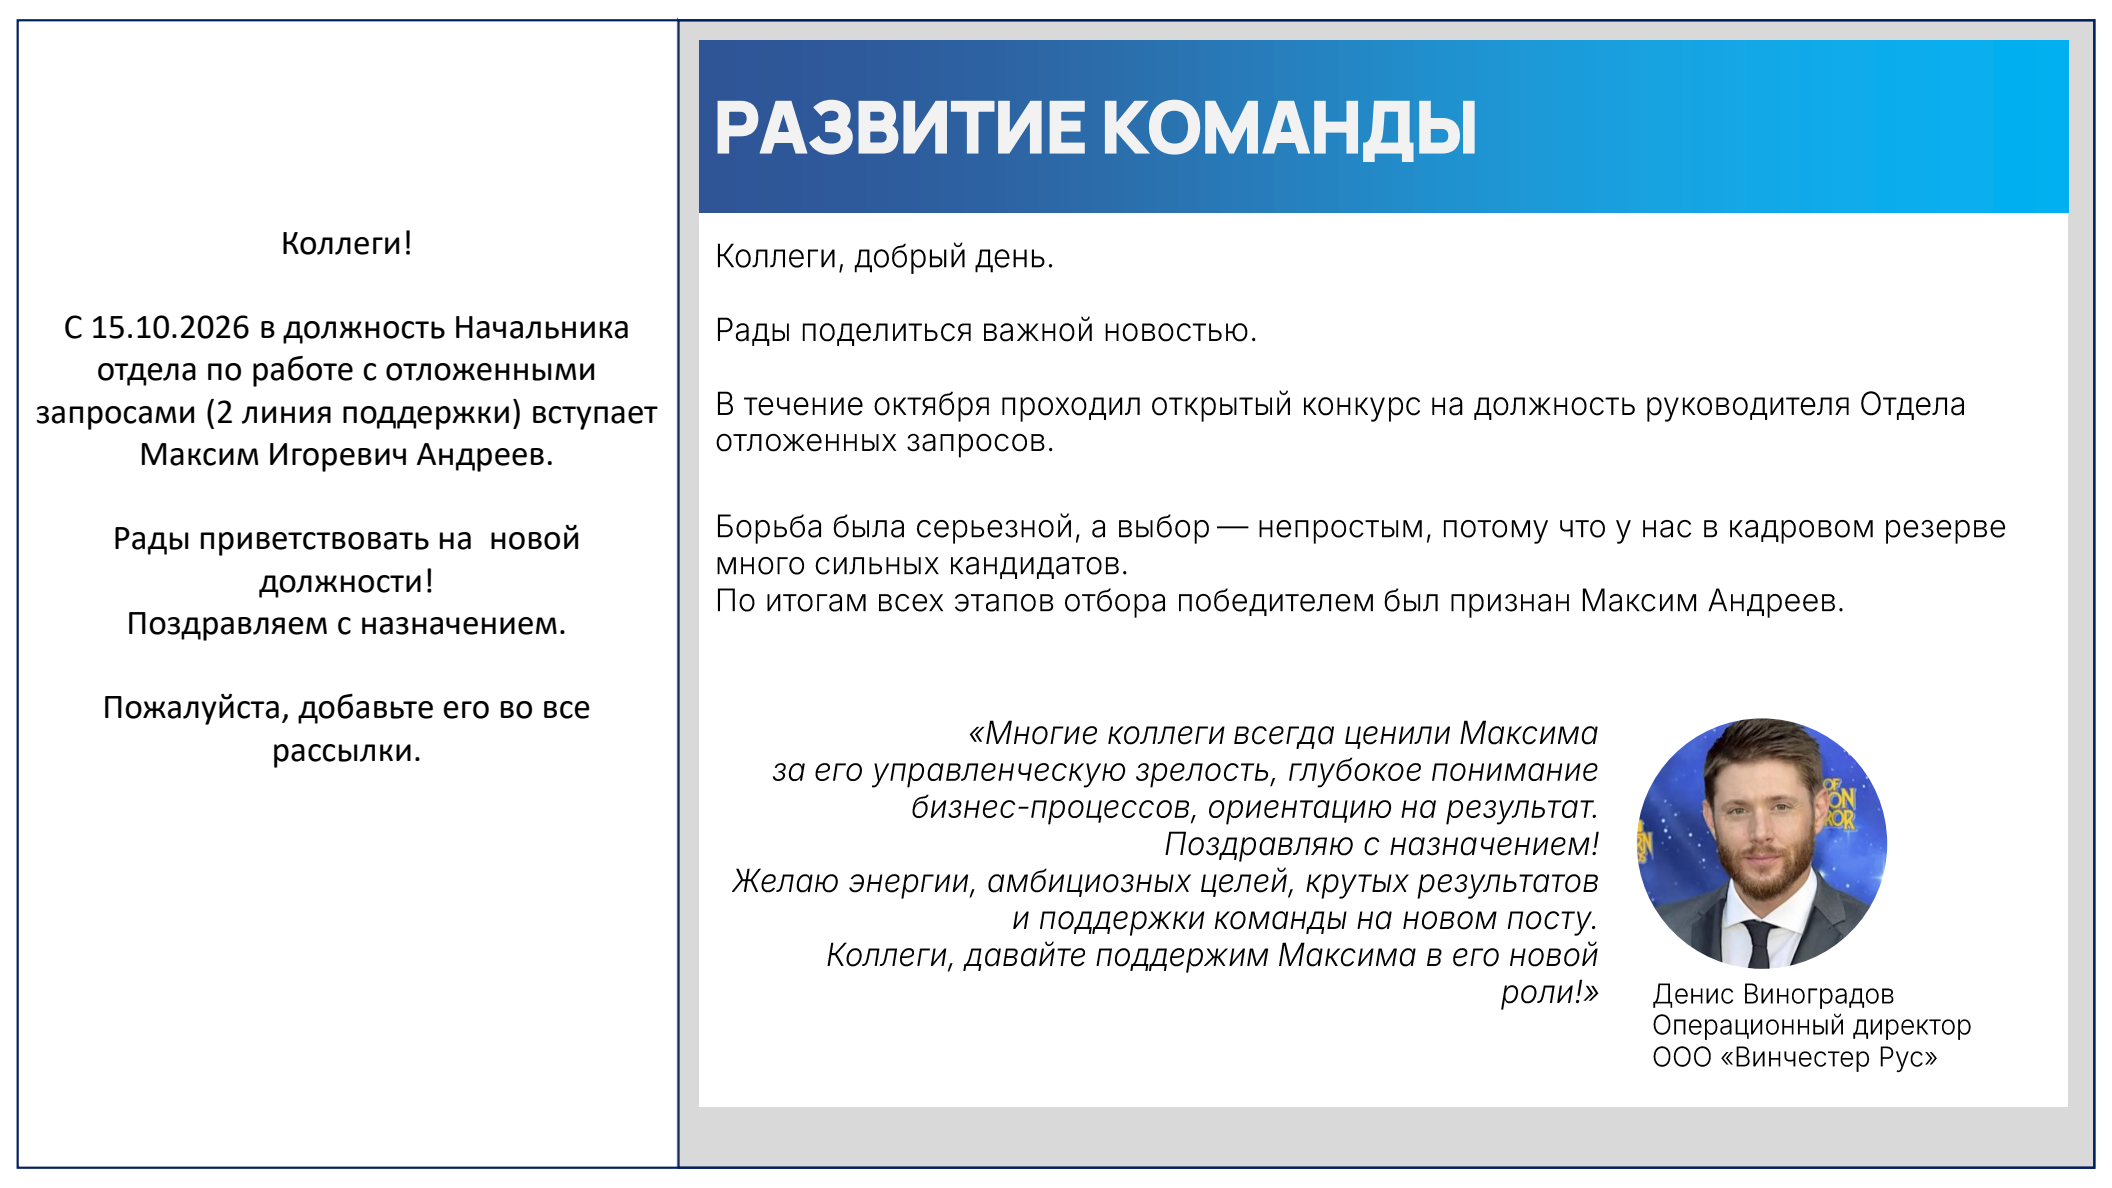 Коллеги!
С 15.10.2026 в должность Начальника
отдела по работе с отложенными
запросами (2 линия поддержки) вступает
Максим Игоревич Андреев.
Рады приветствовать на  новой
должности!
Поздравляем с назначением.
Пожалуйста, добавьте его во все
рассылки.
РАЗВИТИЕ КОМАНДЫ
Коллеги, добрый день.
Рады поделиться важной новостью.
В течение октября проходил открытый конкурс на должность руководителя Отдела
отложенных запросов.
Борьба была серьезной, а выбор — непростым, потому что у нас в кадровом резерве
много сильных кандидатов.
По итогам всех этапов отбора победителем был признан Максим Андреев.
«Многие коллеги всегда ценили Максима
за его управленческую зрелость, глубокое понимание
бизнес-процессов, ориентацию на результат.
Поздравляю с назначением!
Желаю энергии, амбициозных целей, крутых результатов
и поддержки команды на новом посту.
Коллеги, давайте поддержим Максима в его новой
роли!»
OF
ON
ROR
RN
Денис Виноградов
Операционный директор
ООО «Винчестер Рус»